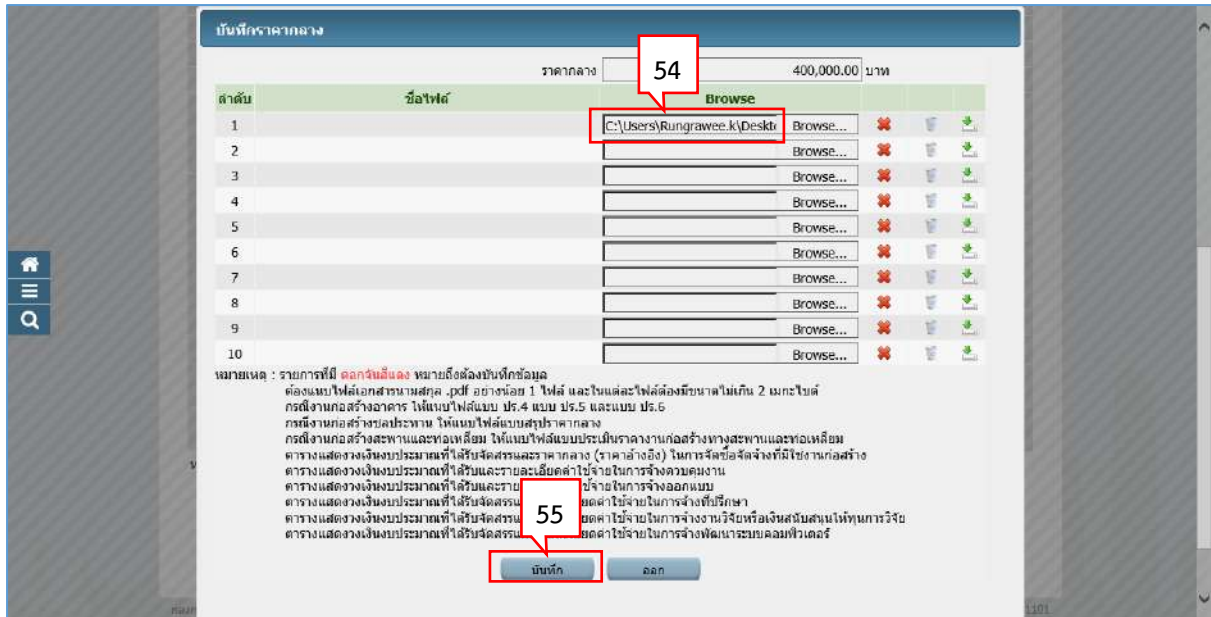 บันทึกราคากลาง
ราคากลาง 400,000.00 บาท
54
ลำดับ ชื่อไฟล์ Browse
1 C:\Users\Rungrawee.k\Deskt Browse...
2 Browse...
3 Browse...
4 Browse...
5 Browse...
6 Browse...
7 Browse...
8 Browse...
9 Browse...
10 Browse...
หมายเหตุ : รายการที่มี ดอกจันสีแดง หมายถึงต้องบันทึกข้อมูล
ต้องแนบไฟล์เอกสารนามสกุล .pdf อย่างน้อย 1 ไฟล์ และในแต่ละไฟล์ต้องมีขนาดไม่เกิน 2 เมกะไบต์
กรณีงานก่อสร้างอาคาร ให้แนบไฟล์แบบ ปร.4 แบบ ปร.5 และแบบ ปร.6
กรณีงานก่อสร้างชลประทาน ให้แนบไฟล์แบบสรุปราคากลาง
กรณีงานก่อสร้างสะพานและท่อเหลี่ยม ให้แนบไฟล์แบบประเมินราคางานก่อสร้างทางสะพานและท่อเหลี่ยม
ตารางแสดงวงเงินงบประมาณที่ได้รับจัดสรรและราคากลาง (ราคาอ้างอิง) ในการจัดซื้อจัดจ้างที่มิใช่งานก่อสร้าง
ตารางแสดงวงเงินงบประมาณที่ได้รับและรายละเอียดค่าใช้จ่ายในการจ้างควบคุมงาน
ตารางแสดงวงเงินงบประมาณที่ได้รับและราย ใช้จ่ายในการจ้างออกแบบ
ตารางแสดงวงเงินงบประมาณที่ได้รับจัดสรร ยดค่าใช้จ่ายในการจ้างที่ปรึกษา
ตารางแสดงวงเงินงบประมาณที่ได้รับจัดสรร ยดค่าใช้จ่ายในการจ้างงานวิจัยหรือเงินสนับสนุนให้ทุนการวิจัย
ตารางแสดงวงเงินงบประมาณที่ได้รับจัดสรร ยดค่าใช้จ่ายในการจ้างพัฒนาระบบคอมพิวเตอร์
55
บันทึก ออก
1101